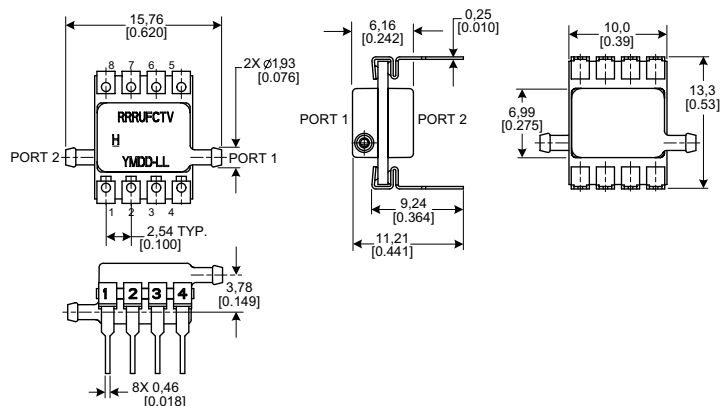 15,76
[0.620]
2X ø1,93
[0.076]
8 7 6 5
RRRUFCTV
H
YMDD-LL
PORT 2
PORT 1
1 2 3 4
2,54 TYP.
[0.100]
6,16
[0.242]
0,25
[0.010]
PORT 1
PORT 2
9,24
[0.364]
11,21
[0.441]
10,0
[0.39]
6,99
[0.275]
13,3
[0.53]
1 2 3 4
3,78
[0.149]
8X 0,46
[0.018]